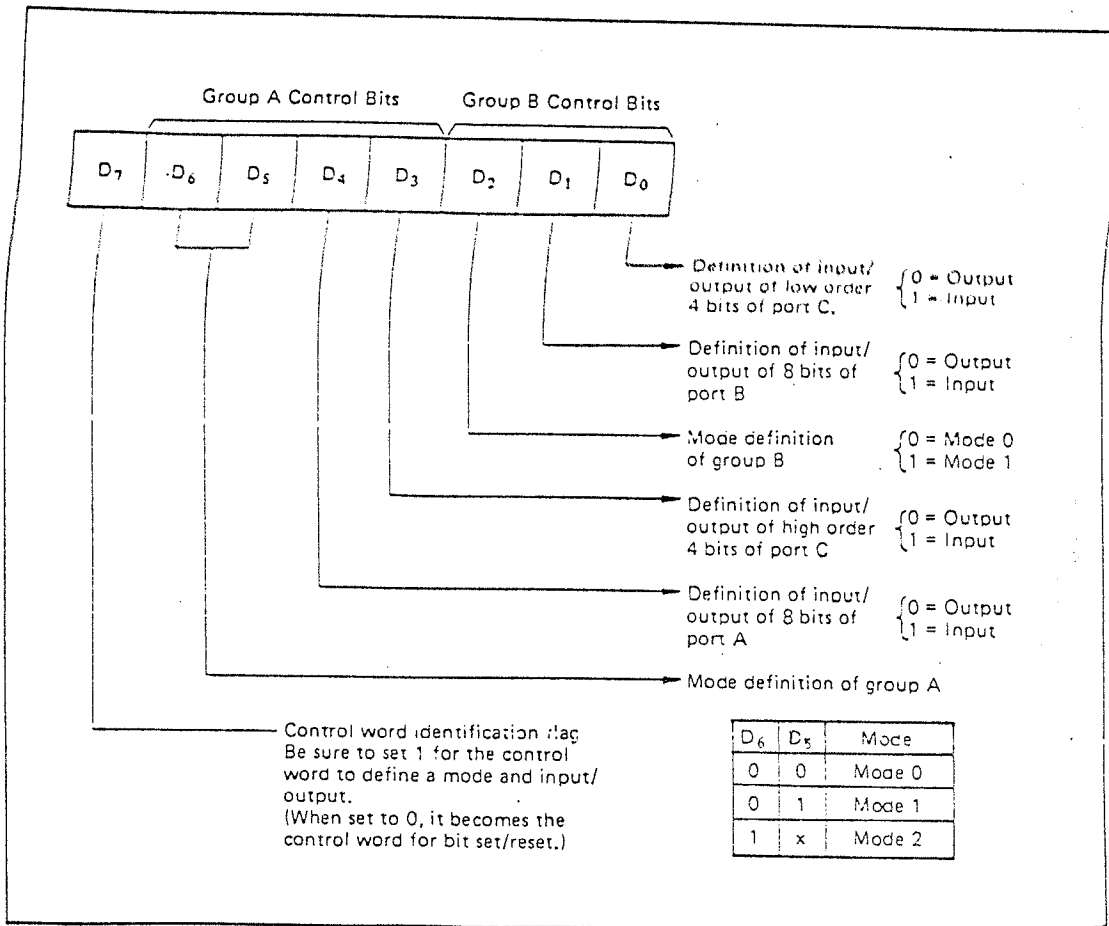 Group A Control Bits
Group B Control Bits
D7 D6 D5 D4 D3 D2 D1 D0
Definition of input/
output of low order
4 bits of port C.
{0 = Output
1 = Input
Definition of input/
output of 8 bits of
port B
{0 = Output
1 = Input
Mode definition
of group B
{0 = Mode 0
1 = Mode 1
Definition of input/
output of high order
4 bits of port C
{0 = Output
1 = Input
Definition of input/
output of 8 bits of
port A
{0 = Output
1 = Input
Mode definition of group A
Control word identification flag
Be sure to set 1 for the control
word to define a mode and input/
output.
(When set to 0, it becomes the
control word for bit set/reset.)
D6 D5 Mode
0 0 Mode 0
0 1 Mode 1
1 x Mode 2